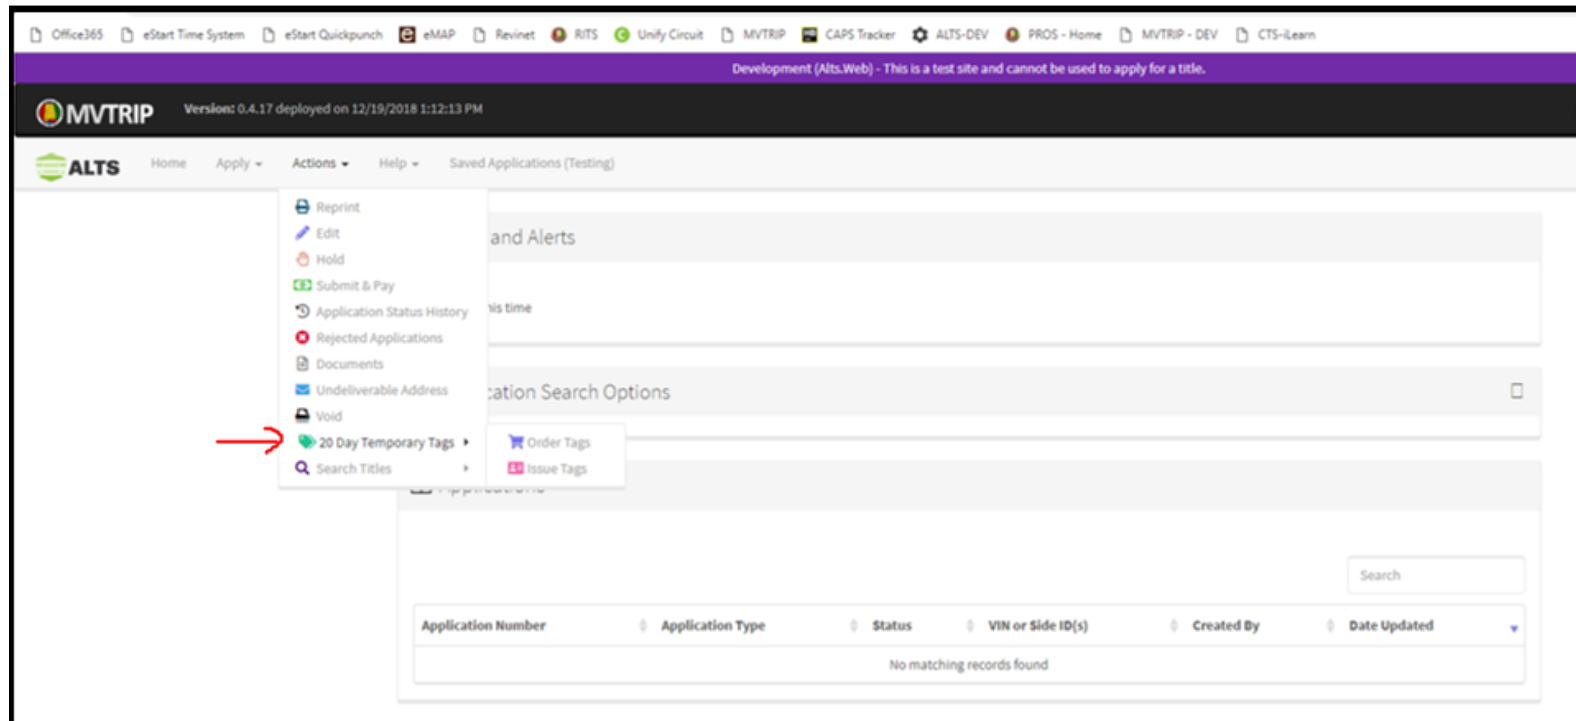 Office365 eStart Time System eStart Quickpunch eMAP Revinet RITS Unify Circuit MVTRIP CAPS Tracker ALTS-DEV PROS - Home MVTRIP - DEV CTS-iLearn
Development (Alts.Web) - This is a test site and cannot be used to apply for a title.
MVTRIP Version: 0.4.17 deployed on 12/19/2018 1:12:13 PM
ALTS Home Apply Actions Help Saved Applications (Testing)
Reprint
Edit
and Alerts
Hold
Submit & Pay
Application Status History
his time
Rejected Applications
Documents
Undeliverable Address
cation Search Options
Void
20 Day Temporary Tags Order Tags
Search Titles Issue Tags
Applications
Search
Application Number Application Type Status VIN or Side ID(s) Created By Date Updated
No matching records found